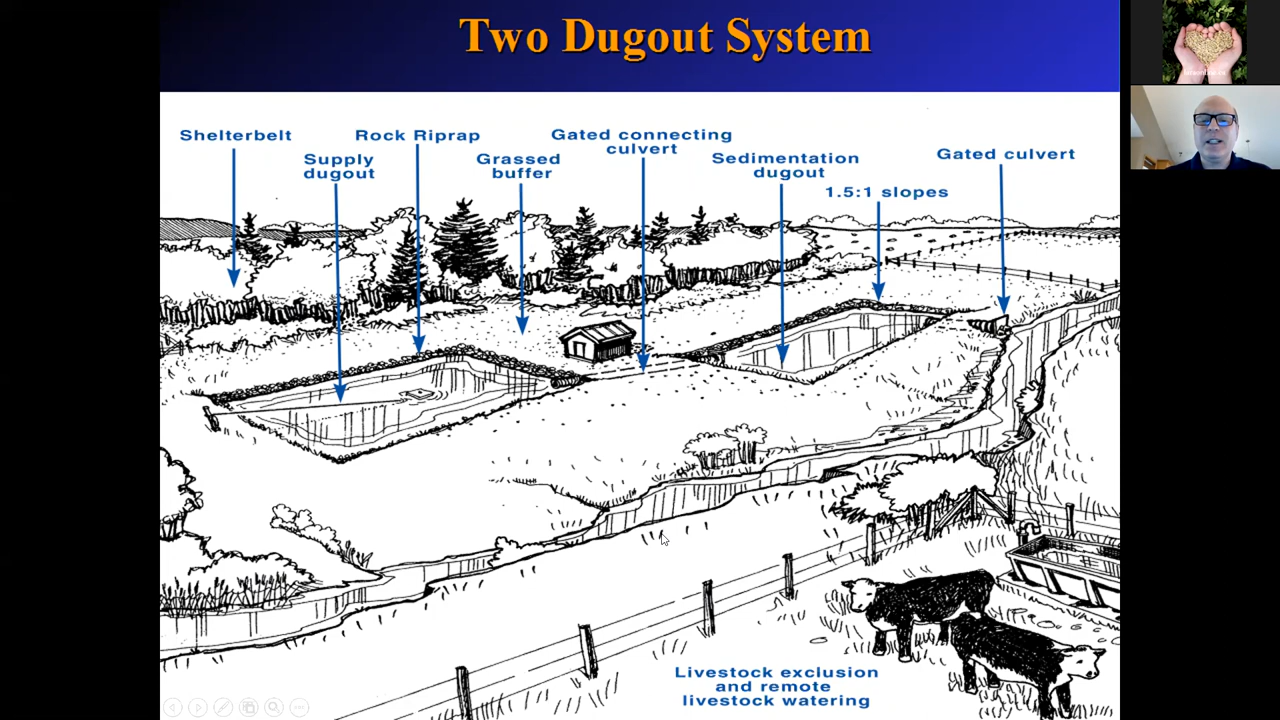 Two Dugout System
Shelterbelt
Rock Riprap
Gated connecting
culvert
Supply
dugout
Grassed
buffer
Sedimentation
dugout
Gated culvert
1.5:1 slopes
Livestock exclusion
and remote
livestock watering